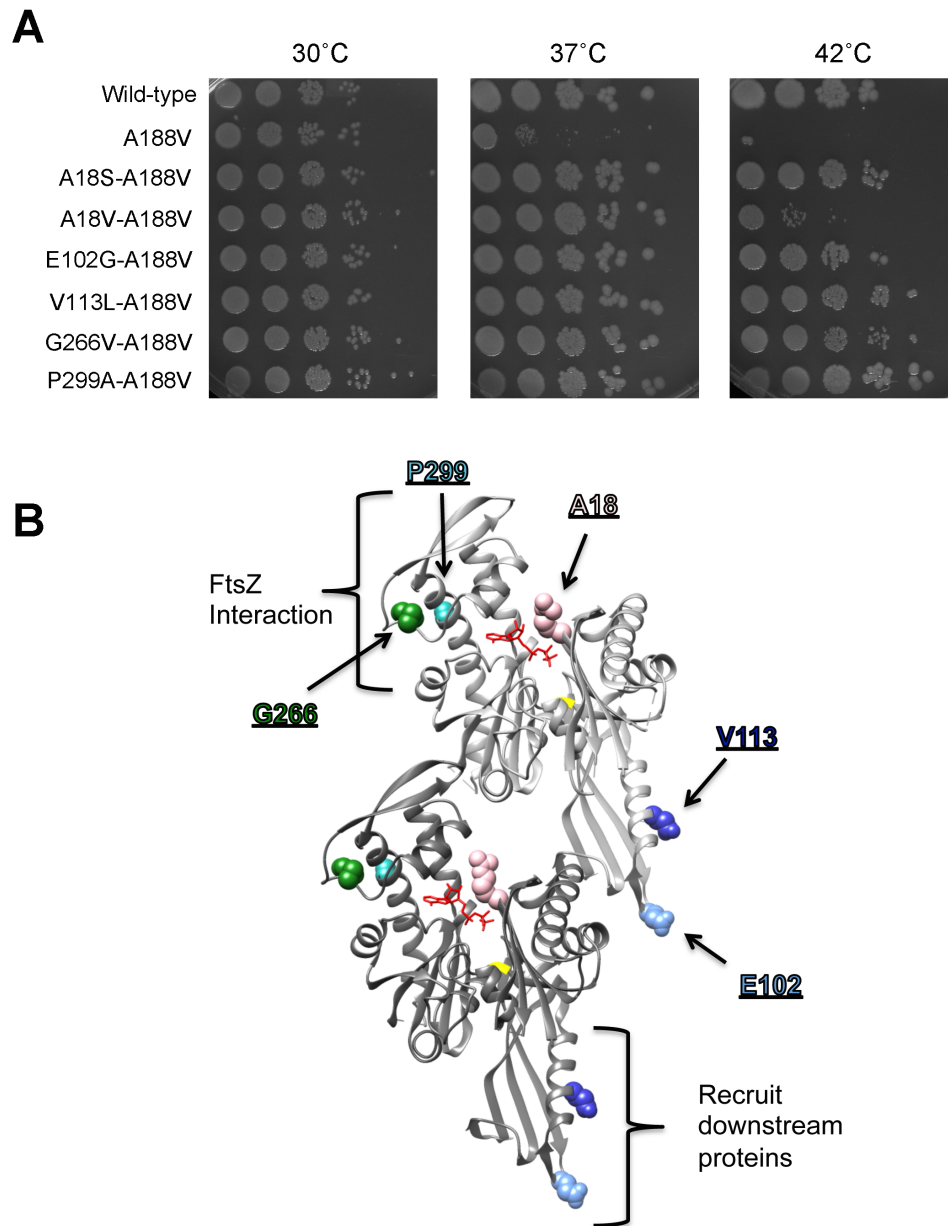 A
30˚C 37˚C 42˚C
Wild-type
A188V
A18S-A188V
A18V-A188V
E102G-A188V
V113L-A188V
G266V-A188V
P299A-A188V
B
P299
A18
FtsZ
Interaction
G266
V113
E102
Recruit
downstream
proteins